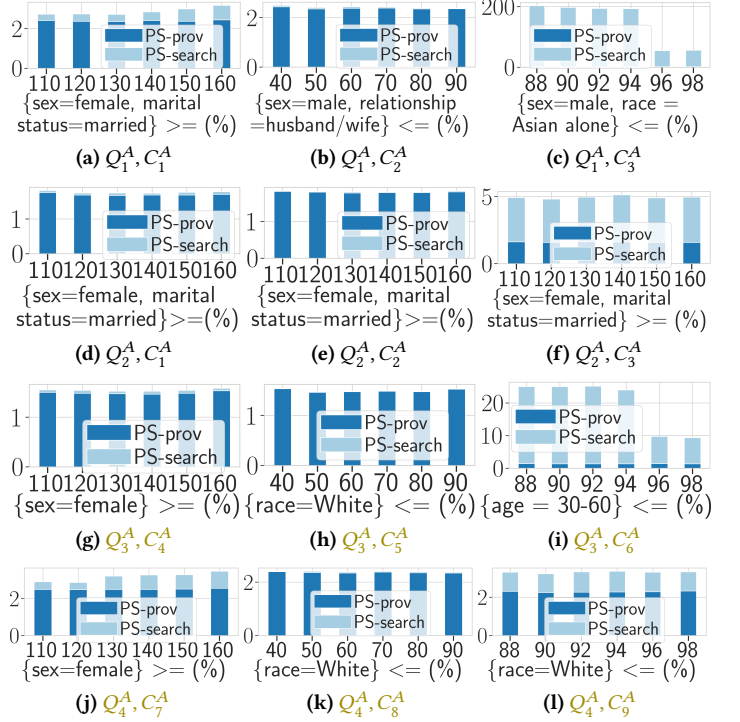 2
0
PS-prov
PS-search
110 120 130 140 150 160
{sex=female, marital
status=married} >= (%)
(a) Q₁ᴬ, C₁ᴬ
2
0
PS-prov
PS-search
40 50 60 70 80 90
{sex=male, relationship
=husband/wife} <= (%)
(b) Q₁ᴬ, C₂ᴬ
200
0
PS-prov
PS-search
88 90 92 94 96 98
{sex=male, race =
Asian alone} <= (%)
(c) Q₁ᴬ, C₃ᴬ
1
0
PS-prov
PS-search
110 120 130 140 150 160
{sex=female, marital
status=married}>=(%)
(d) Q₂ᴬ, C₁ᴬ
1
0
PS-prov
PS-search
110 120 130 140 150 160
{sex=female, marital
status=married}>=(%)
(e) Q₂ᴬ, C₂ᴬ
5
0
PS-prov
PS-search
110 120 130 140 150 160
{sex=female, marital
status=married} >= (%)
(f) Q₂ᴬ, C₃ᴬ
1
0
PS-prov
PS-search
110 120 130 140 150 160
{sex=female} >= (%)
(g) Q₃ᴬ, C₄ᴬ
1
0
PS-prov
PS-search
40 50 60 70 80 90
{race=White} <= (%)
(h) Q₃ᴬ, C₅ᴬ
20
10
0
PS-prov
PS-search
88 90 92 94 96 98
{age = 30-60} <= (%)
(i) Q₃ᴬ, C₆ᴬ
2
0
PS-prov
PS-search
110 120 130 140 150 160
{sex=female} >= (%)
(j) Q₄ᴬ, C₇ᴬ
2
0
PS-prov
PS-search
40 50 60 70 80 90
{race=White} <= (%)
(k) Q₄ᴬ, C₈ᴬ
2
0
PS-prov
PS-search
88 90 92 94 96 98
{race=White} <= (%)
(l) Q₄ᴬ, C₉ᴬ